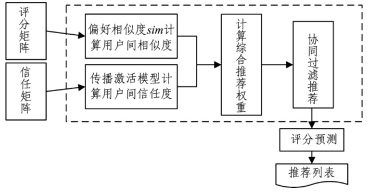 评分矩阵
信任矩阵
偏好相似度sim计
算用户间相似度
传播激活模型计
算用户间信任度
计算综合推荐权重
协同过滤推荐
评分预测
推荐列表